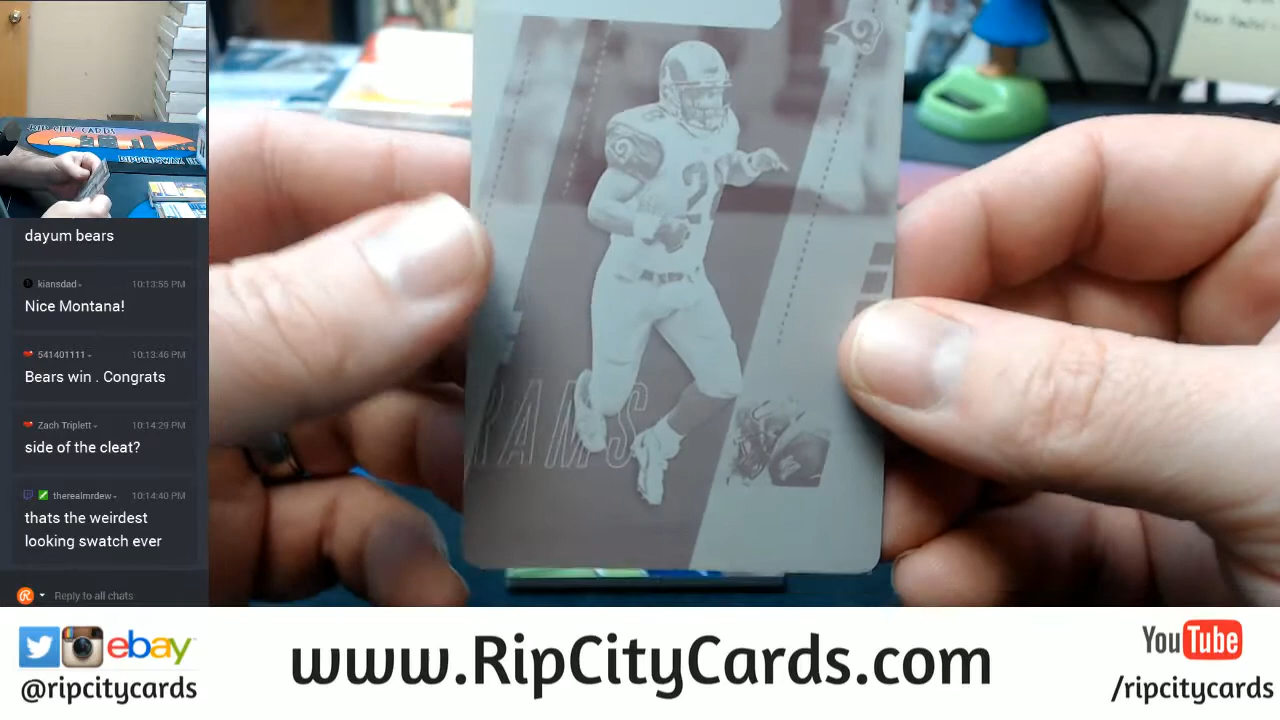 RIP CITY CARDS
dayum bears
kiansdad
10:13:55 PM
Nice Montana!
541401111
10:13:46 PM
Bears win . Congrats
Zach Triplett
10:14:29 PM
side of the cleat?
therealmrdew
10:14:40 PM
thats the weirdest
looking swatch ever
Reply to all chats
RAMS
2
ebay
@ripcitycards
www.RipCityCards.com
YouTube
/ripcitycards